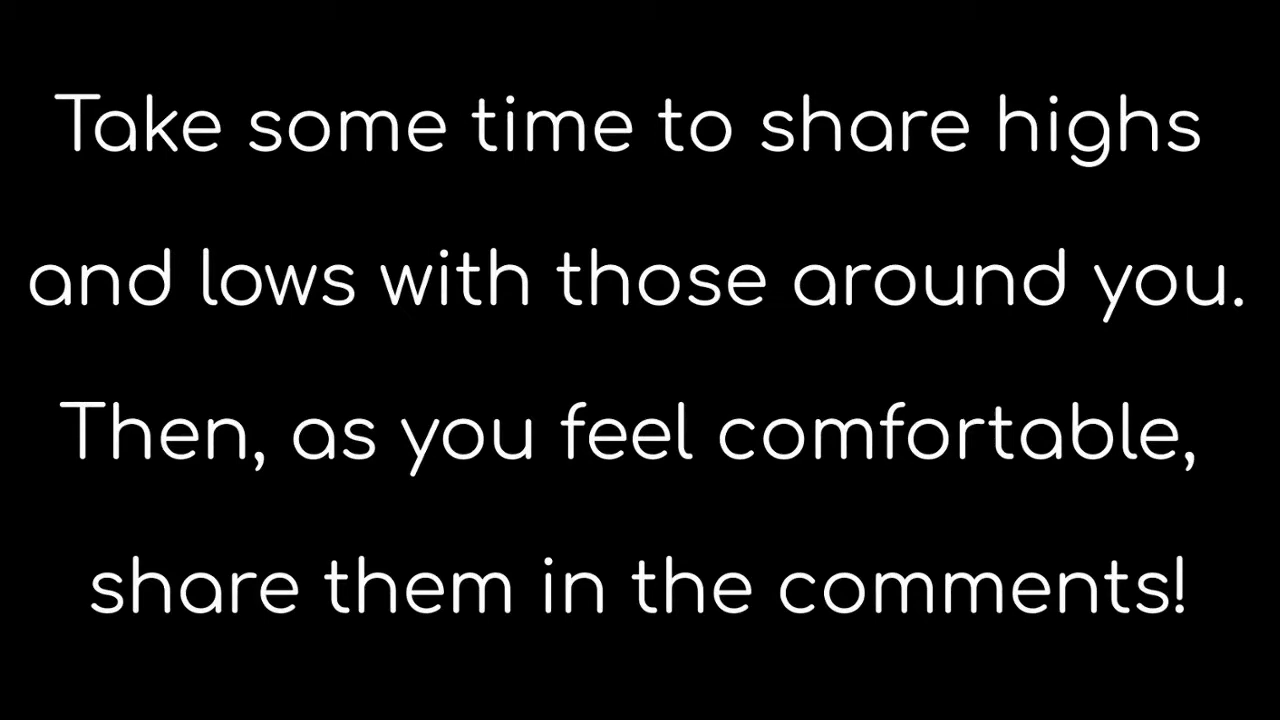 Take some time to share highs
and lows with those around you.
Then, as you feel comfortable,
share them in the comments!